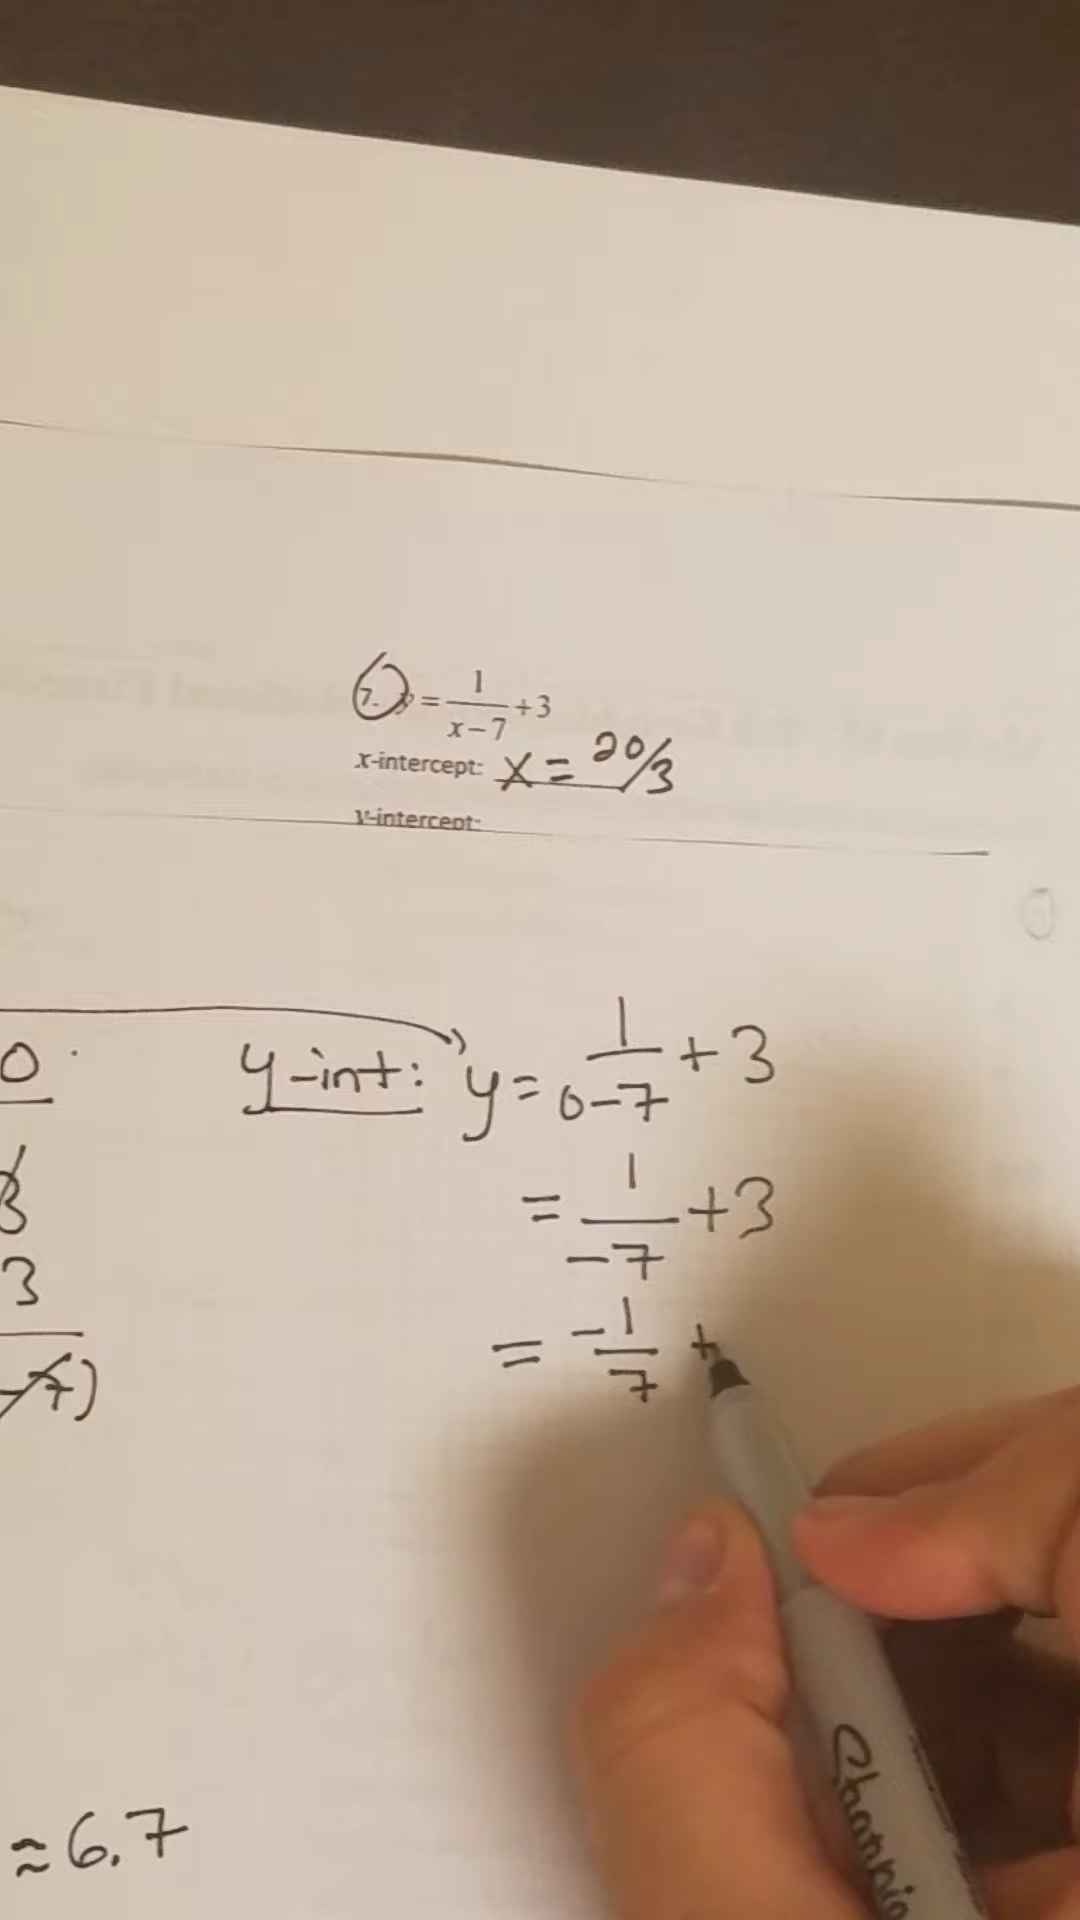 7. y = 1/(x-7) + 3
x-intercept: x = 20/3
y-intercept:
0
y-int: y = 1/(0-7) + 3
3
= 1/-7 + 3
3
= -1/7 +
-7)
≈ 6.7
Sharpie